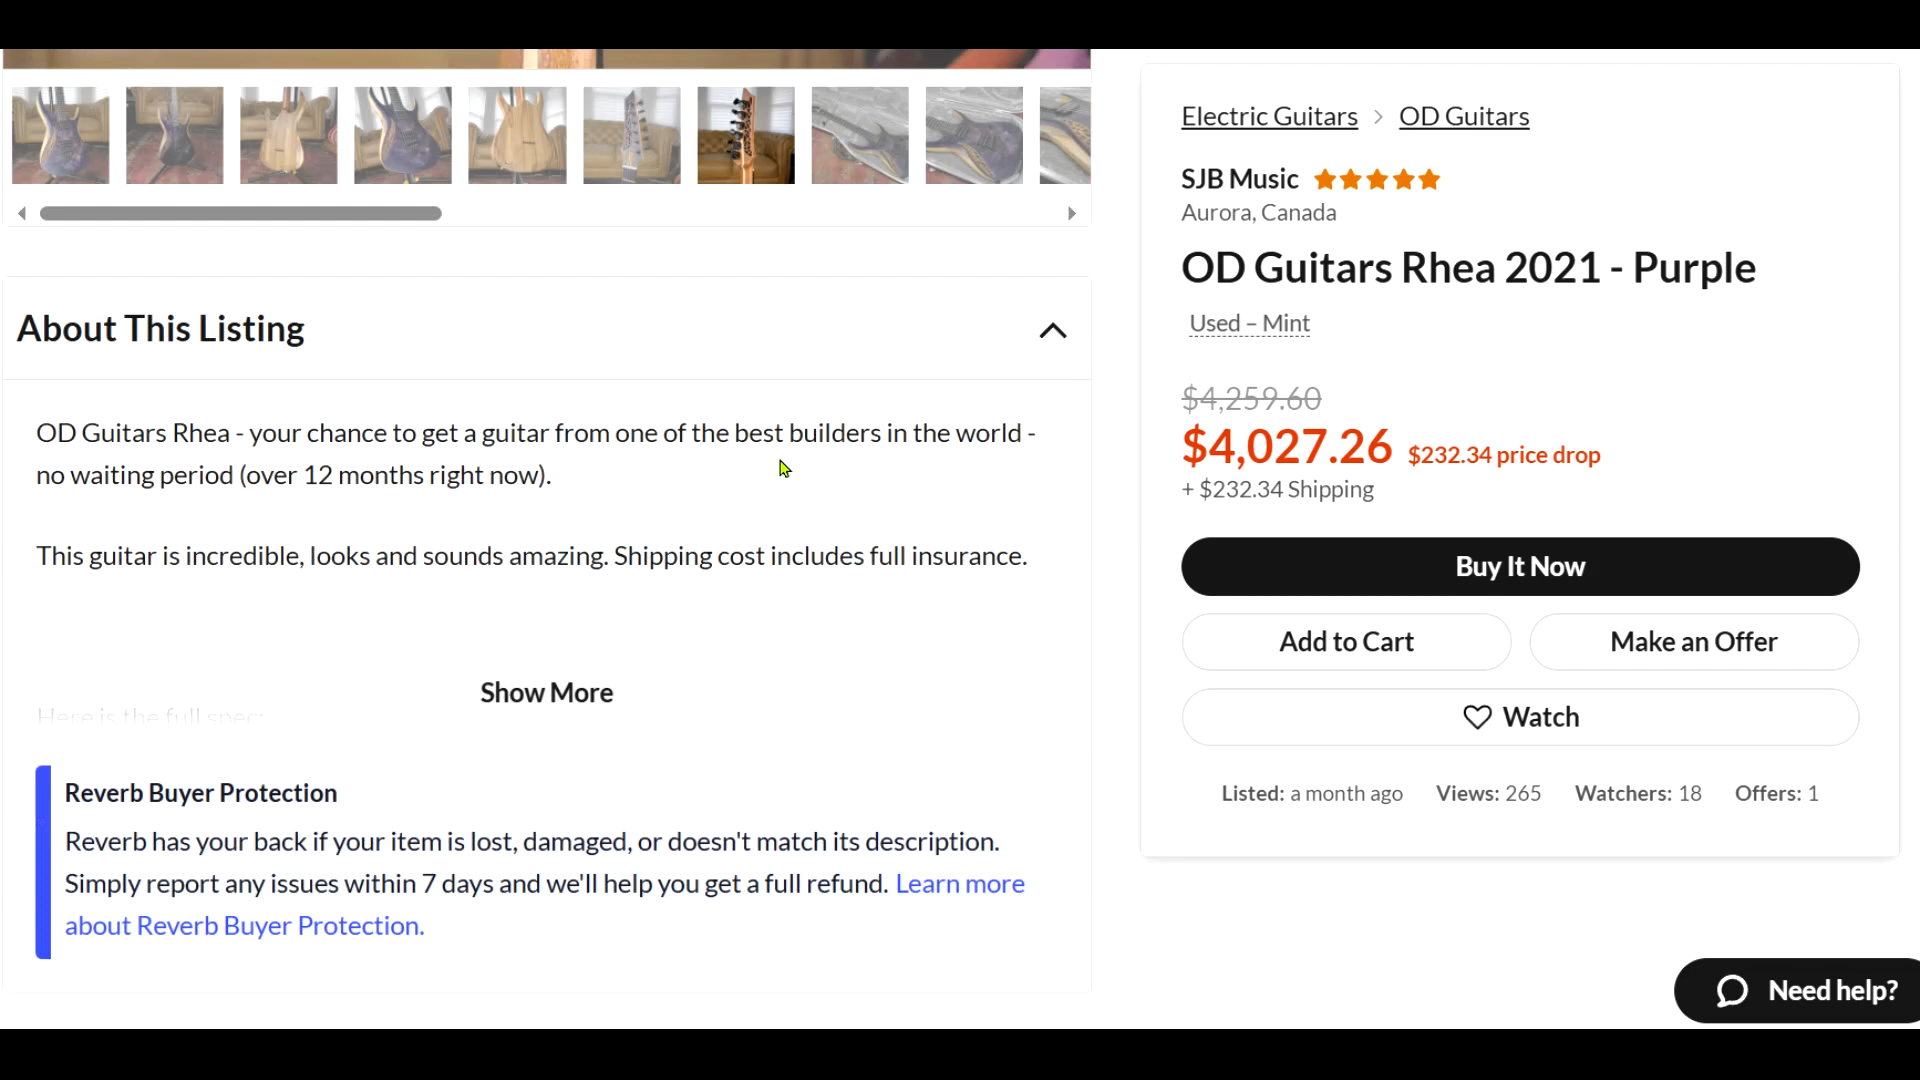 Electric Guitars > OD Guitars
SJB Music
Aurora, Canada
OD Guitars Rhea 2021 - Purple
Used – Mint
$4,259.60
$4,027.26 $232.34 price drop
+ $232.34 Shipping
Buy It Now
Add to Cart Make an Offer
Watch
Listed: a month ago Views: 265 Watchers: 18 Offers: 1
About This Listing
OD Guitars Rhea - your chance to get a guitar from one of the best builders in the world -
no waiting period (over 12 months right now).
This guitar is incredible, looks and sounds amazing. Shipping cost includes full insurance.
Show More
Here is the full spec:
Reverb Buyer Protection
Reverb has your back if your item is lost, damaged, or doesn't match its description.
Simply report any issues within 7 days and we'll help you get a full refund. Learn more
about Reverb Buyer Protection.
Need help?